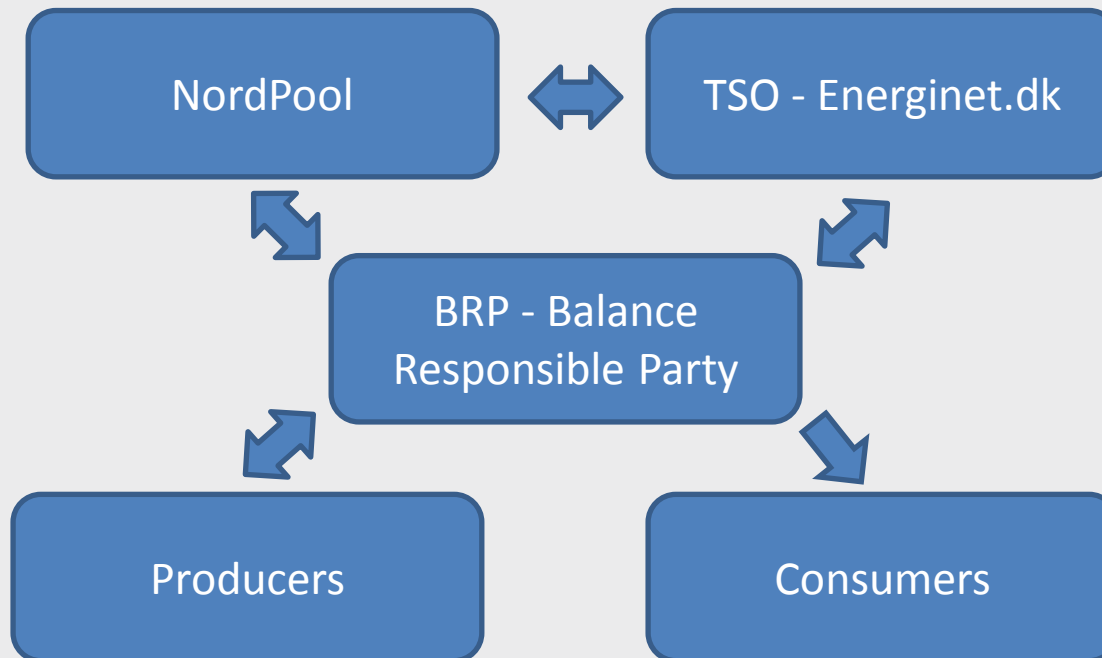 NordPool
TSO - Energinet.dk
BRP - Balance
Responsible Party
Producers
Consumers